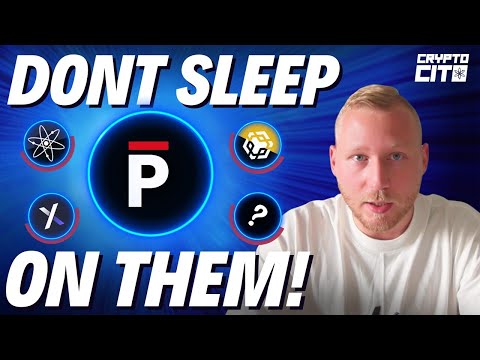 CRYPTO
CITO
DONT SLEEP
P
?
ON THEM!